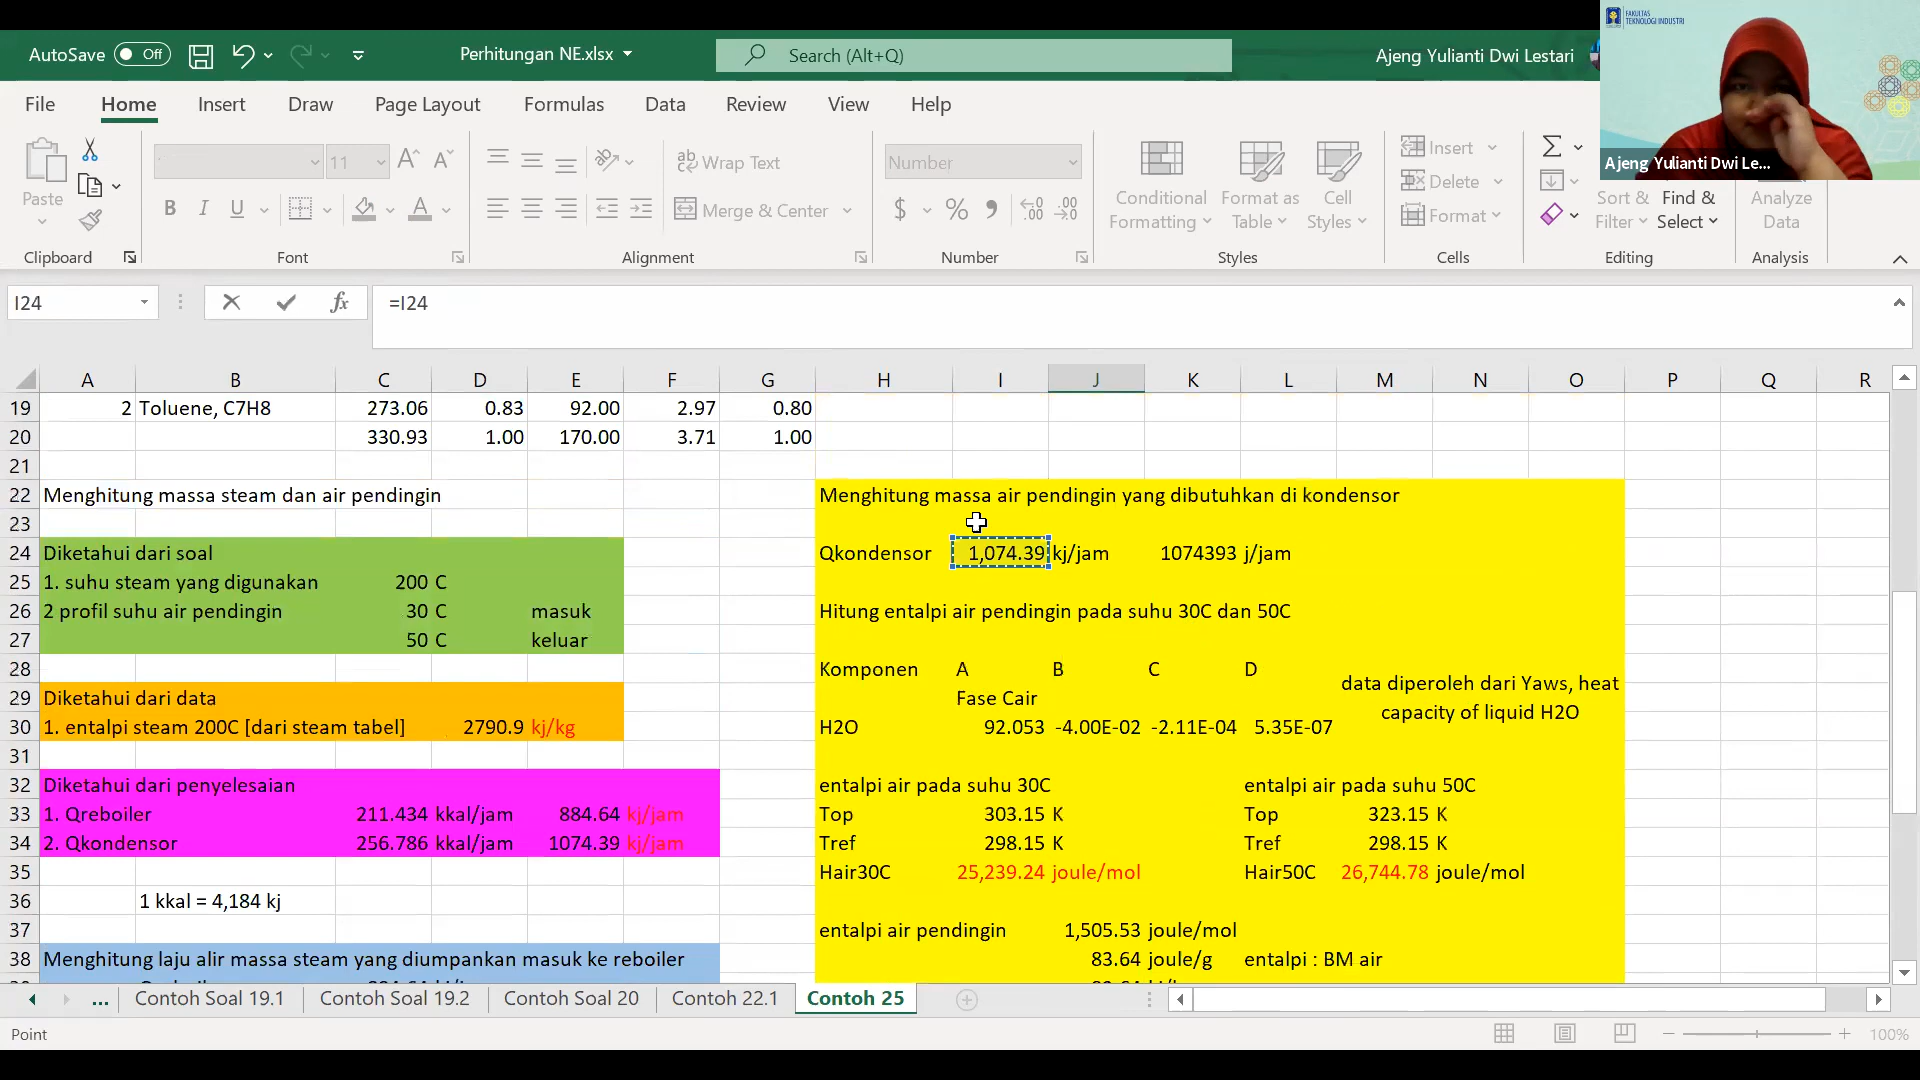 AutoSave Off
Perhitungan NE.xlsx
Search (Alt+Q)
Ajeng Yulianti Dwi Lestari
FAKULTAS
TEKNOLOGI INDUSTRI
Ajeng Yulianti Dwi Le...
File Home Insert Draw Page Layout Formulas Data Review View Help
Paste
11
B I U
Wrap Text
Merge & Center
Number
$ % 
Conditional Formatting
Format as Table
Cell Styles
Insert
Delete
Format
Sort & Filter
Find & Select
Analyze Data
Clipboard Font Alignment Number Styles Cells Editing Analysis
I24 fx =I24
A B C D E F G H I J K L M N O P Q R
19 2 Toluene, C7H8 273.06 0.83 92.00 2.97 0.80
20 330.93 1.00 170.00 3.71 1.00
21
22 Menghitung massa steam dan air pendingin Menghitung massa air pendingin yang dibutuhkan di kondensor
23
24 Diketahui dari soal Qkondensor 1,074.39 kj/jam 1074393 j/jam
25 1. suhu steam yang digunakan 200 C
26 2 profil suhu air pendingin 30 C masuk Hitung entalpi air pendingin pada suhu 30C dan 50C
27 50 C keluar
28 Komponen A B C D
data diperoleh dari Yaws, heat capacity of liquid H2O
29 Diketahui dari data Fase Cair
30 1. entalpi steam 200C [dari steam tabel] 2790.9 kj/kg H2O 92.053 -4.00E-02 -2.11E-04 5.35E-07
31
32 Diketahui dari penyelesaian entalpi air pada suhu 30C entalpi air pada suhu 50C
33 1. Qreboiler 211.434 kkal/jam 884.64 kj/jam Top 303.15 K Top 323.15 K
34 2. Qkondensor 256.786 kkal/jam 1074.39 kj/jam Tref 298.15 K Tref 298.15 K
35 Hair30C 25,239.24 joule/mol Hair50C 26,744.78 joule/mol
36 1 kkal = 4,184 kj
37 entalpi air pendingin 1,505.53 joule/mol
38 Menghitung laju alir massa steam yang diumpankan masuk ke reboiler 83.64 joule/g entalpi : BM air
... Contoh Soal 19.1 Contoh Soal 19.2 Contoh Soal 20 Contoh 22.1 Contoh 25
Point
100%